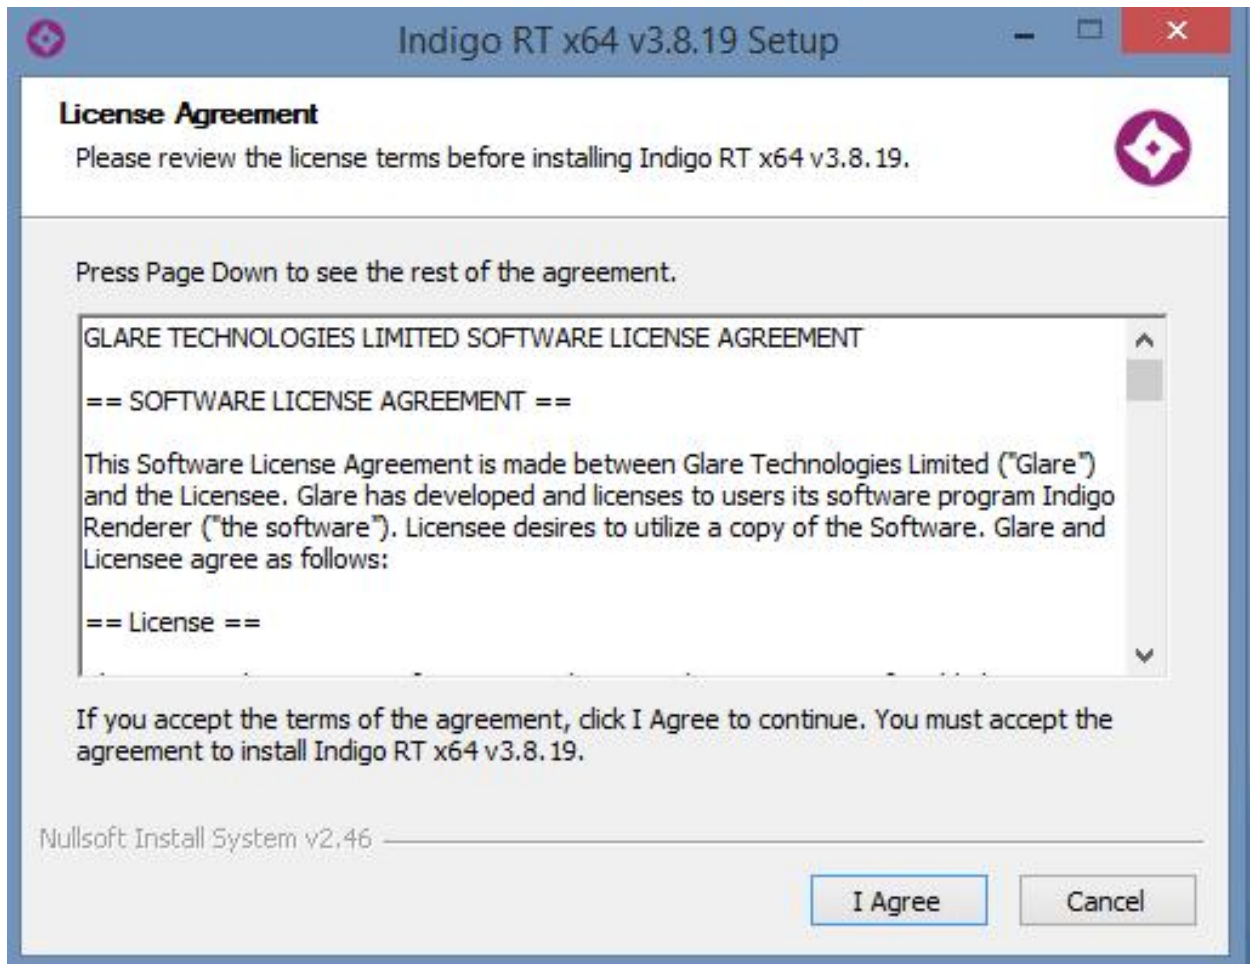 Indigo RT x64 v3.8.19 Setup
License Agreement
Please review the license terms before installing Indigo RT x64 v3.8.19.
Press Page Down to see the rest of the agreement.
GLARE TECHNOLOGIES LIMITED SOFTWARE LICENSE AGREEMENT
== SOFTWARE LICENSE AGREEMENT ==
This Software License Agreement is made between Glare Technologies Limited ("Glare")
and the Licensee. Glare has developed and licenses to users its software program Indigo
Renderer ("the software"). Licensee desires to utilize a copy of the Software. Glare and
Licensee agree as follows:
== License ==
If you accept the terms of the agreement, click I Agree to continue. You must accept the
agreement to install Indigo RT x64 v3.8.19.
Nullsoft Install System v2.46
I Agree
Cancel